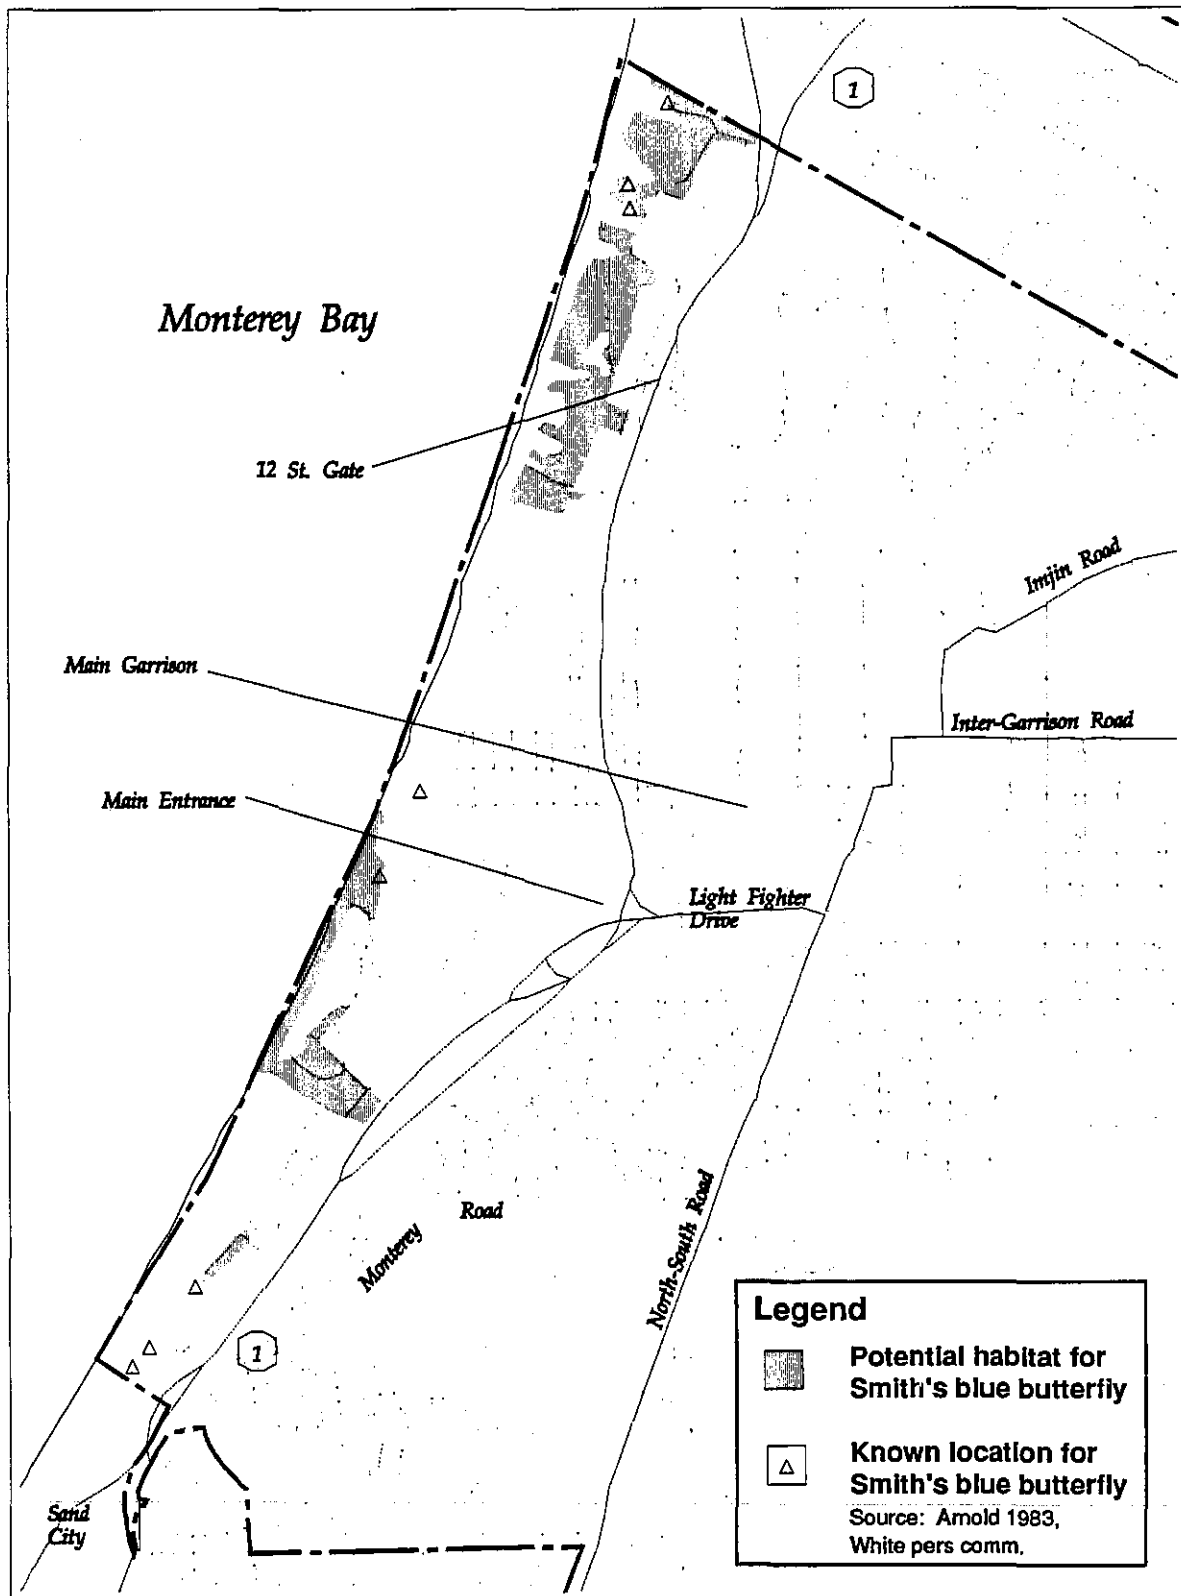 1
Monterey Bay
12 St. Gate
Imjin Road
Main Garrison
Inter-Garrison Road
Main Entrance
Light Fighter
Drive
Monterey Road
North-South Road
1
Sand
City
Legend
Potential habitat for
Smith's blue butterfly
Known location for
Smith's blue butterfly
Source: Arnold 1983,
White pers comm.